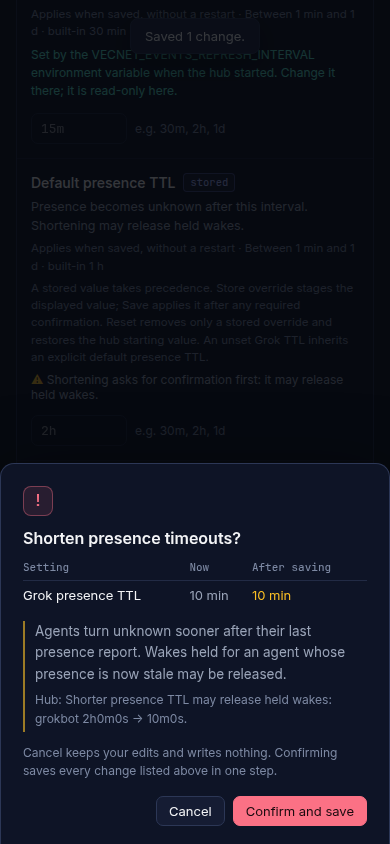 Applies when saved, without a restart · Between 1 min and 1
d · built-in 30 min
Saved 1 change.
Set by the VECNET_EVENTS_REFRESH_INTERVAL
environment variable when the hub started. Change it
there; it is read-only here.
15m
e.g. 30m, 2h, 1d
Default presence TTL stored
Presence becomes unknown after this interval.
Shortening may release held wakes.
Applies when saved, without a restart · Between 1 min and 1
d · built-in 1 h
A stored value takes precedence. Store override stages the
displayed value; Save applies it after any required
confirmation. Reset removes only a stored override and
restores the hub starting value. An unset Grok TTL inherits
an explicit default presence TTL.
⚠ Shortening asks for confirmation first: it may release
held wakes.
2h
e.g. 30m, 2h, 1d
!
Shorten presence timeouts?
Setting Now After saving
Grok presence TTL 10 min 10 min
Agents turn unknown sooner after their last
presence report. Wakes held for an agent whose
presence is now stale may be released.
Hub: Shorter presence TTL may release held wakes:
grokbot 2h0m0s → 10m0s.
Cancel keeps your edits and writes nothing. Confirming
saves every change listed above in one step.
Cancel
Confirm and save